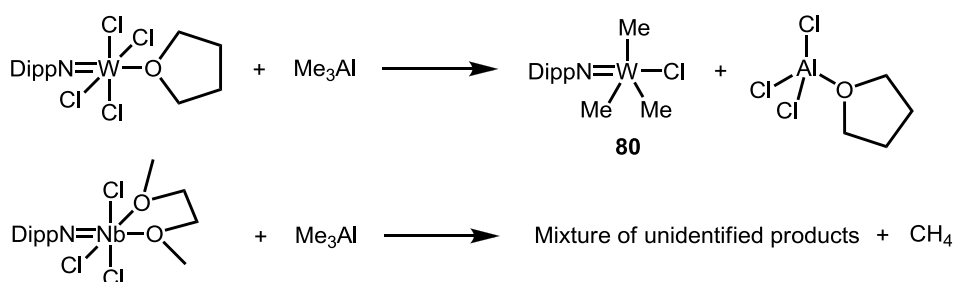 Cl
Cl
DippN=W-O + Me3Al
Cl
Cl
Me
DippN=W-Cl + Cl
Me Me Cl Al O
Cl
80
Cl O
DippN=Nb-O + Me3Al Mixture of unidentified products + CH4
Cl
Cl